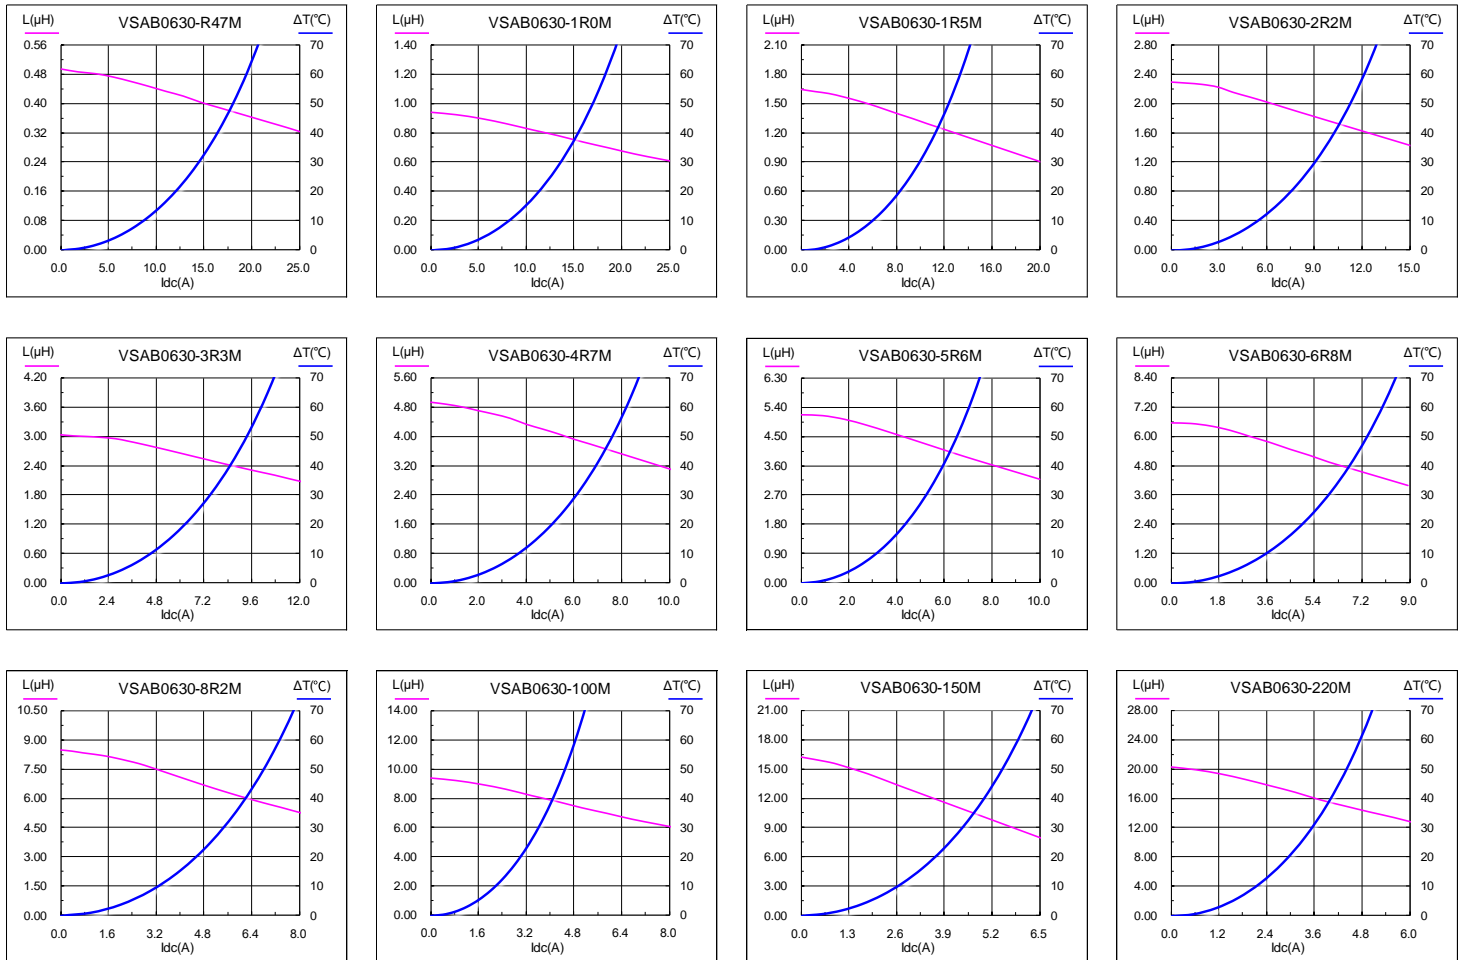 L(μH) VSAB0630-R47M ΔT(℃)
0.56 70
0.48 60
0.40 50
0.32 40
0.24 30
0.16 20
0.08 10
0.00 0
0.0 5.0 10.0 15.0 20.0 25.0
Idc(A)
L(μH) VSAB0630-1R0M ΔT(℃)
1.40 70
1.20 60
1.00 50
0.80 40
0.60 30
0.40 20
0.20 10
0.00 0
0.0 5.0 10.0 15.0 20.0 25.0
Idc(A)
L(μH) VSAB0630-1R5M ΔT(℃)
2.10 70
1.80 60
1.50 50
1.20 40
0.90 30
0.60 20
0.30 10
0.00 0
0.0 4.0 8.0 12.0 16.0 20.0
Idc(A)
L(μH) VSAB0630-2R2M ΔT(℃)
2.80 70
2.40 60
2.00 50
1.60 40
1.20 30
0.80 20
0.40 10
0.00 0
0.0 3.0 6.0 9.0 12.0 15.0
Idc(A)
L(μH) VSAB0630-3R3M ΔT(℃)
4.20 70
3.60 60
3.00 50
2.40 40
1.80 30
1.20 20
0.60 10
0.00 0
0.0 2.4 4.8 7.2 9.6 12.0
Idc(A)
L(μH) VSAB0630-4R7M ΔT(℃)
5.60 70
4.80 60
4.00 50
3.20 40
2.40 30
1.60 20
0.80 10
0.00 0
0.0 2.0 4.0 6.0 8.0 10.0
Idc(A)
L(μH) VSAB0630-5R6M ΔT(℃)
6.30 70
5.40 60
4.50 50
3.60 40
2.70 30
1.80 20
0.90 10
0.00 0
0.0 2.0 4.0 6.0 8.0 10.0
Idc(A)
L(μH) VSAB0630-6R8M ΔT(℃)
8.40 70
7.20 60
6.00 50
4.80 40
3.60 30
2.40 20
1.20 10
0.00 0
0.0 1.8 3.6 5.4 7.2 9.0
Idc(A)
L(μH) VSAB0630-8R2M ΔT(℃)
10.50 70
9.00 60
7.50 50
6.00 40
4.50 30
3.00 20
1.50 10
0.00 0
0.0 1.6 3.2 4.8 6.4 8.0
Idc(A)
L(μH) VSAB0630-100M ΔT(℃)
14.00 70
12.00 60
10.00 50
8.00 40
6.00 30
4.00 20
2.00 10
0.00 0
0.0 1.6 3.2 4.8 6.4 8.0
Idc(A)
L(μH) VSAB0630-150M ΔT(℃)
21.00 70
18.00 60
15.00 50
12.00 40
9.00 30
6.00 20
3.00 10
0.00 0
0.0 1.3 2.6 3.9 5.2 6.5
Idc(A)
L(μH) VSAB0630-220M ΔT(℃)
28.00 70
24.00 60
20.00 50
16.00 40
12.00 30
8.00 20
4.00 10
0.00 0
0.0 1.2 2.4 3.6 4.8 6.0
Idc(A)